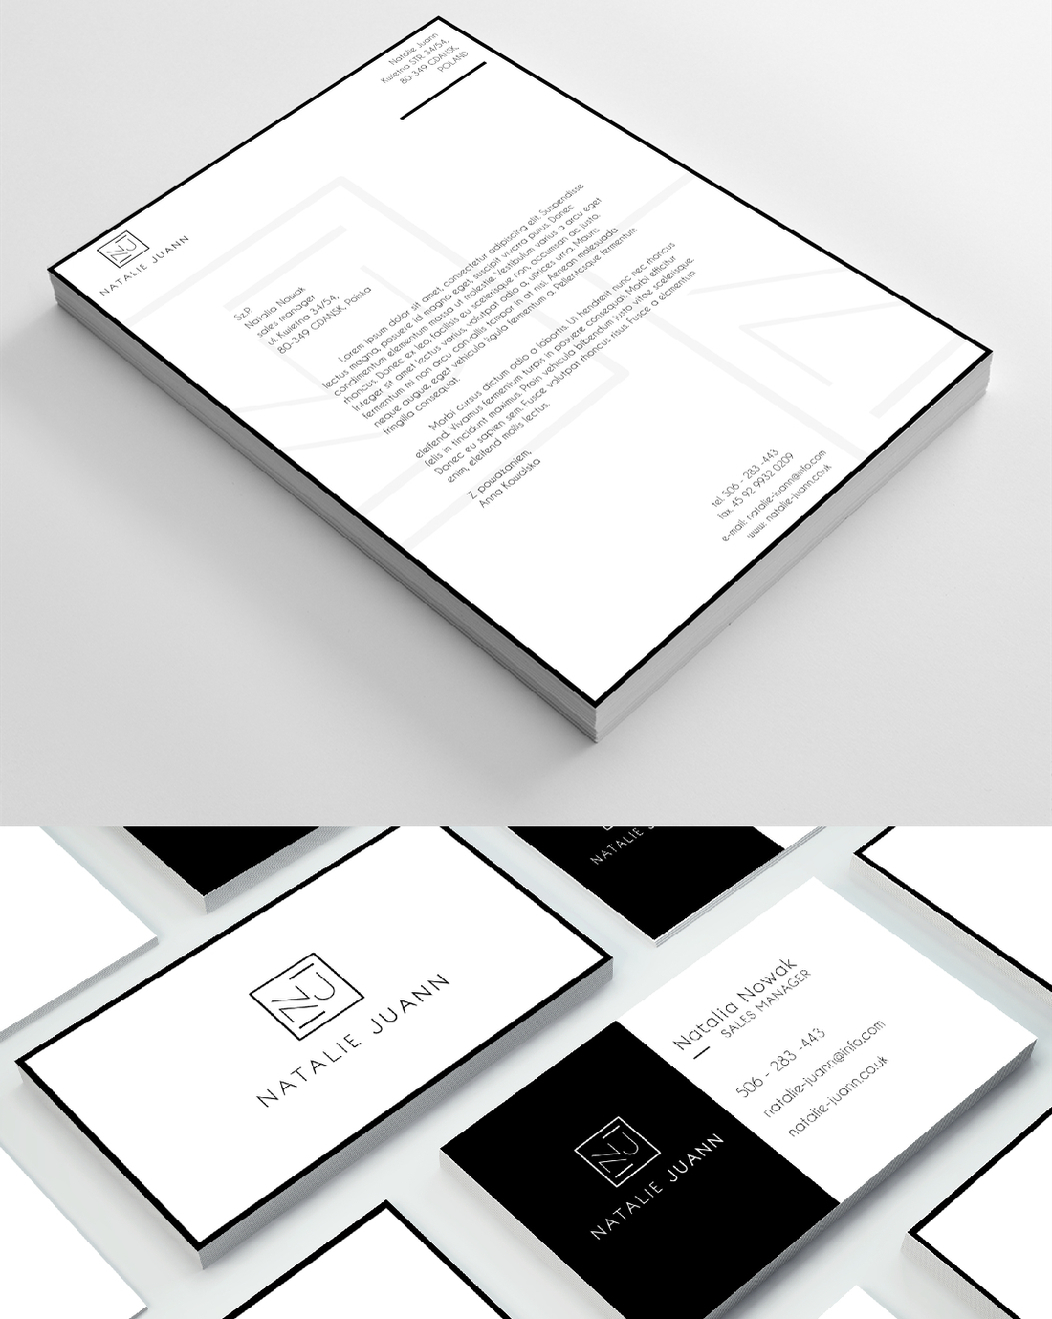 Natalie Juann
Kwietna STR. 34/54,
80-349 GDAŃSK,
POLAND
NJ
NATALIE JUANN
Sz.P.
Natalia Nowak
sales manager
ul. Kwietna 34/54,
80-349 GDAŃSK, Polska
Lorem ipsum dolor sit amet, consectetur adipiscing elit. Suspendisse
lectus magna, posuere id magna eget, suscipit viverra purus. Donec
condimentum elementum massa ut molestie. Vestibulum varius a arcu eget
rhoncus. Donec ex leo, facilisis eu scelerisque non, accumsan ac justo.
Integer sit amet lectus varius, volutpat odio a, ultrices urna. Mauris
fermentum mi non arcu convallis tempor in at nisl. Aenean malesuada
neque augue, eget vehicula ligula fermentum a. Pellentesque fermentum
fringilla consequat.
Morbi cursus dictum odio a lobortis. Ut hendrerit nunc nec rhoncus
eleifend. Vivamus fermentum turpis in posuere consequat. Morbi efficitur
felis in tincidunt maximus. Proin vehicula bibendum justo vitae scelerisque.
Donec eu sapien sem. Fusce volutpat rhoncus risus. Fusce a elementum
enim, eleifend mollis lectus.
Z poważaniem,
Anna Kowalska
tel. 506 - 283 -443
fax. 45 92 9932 0209
e-mail: natalie-juann@info.com
www: natalie-juann.co.uk
NATALIE J
NJ
NATALIE JUANN
Natalia Nowak
SALES MANAGER
506 - 283 -443
natalie-juann@info.com
natalie-juann.co.uk
NJ
NATALIE JUANN